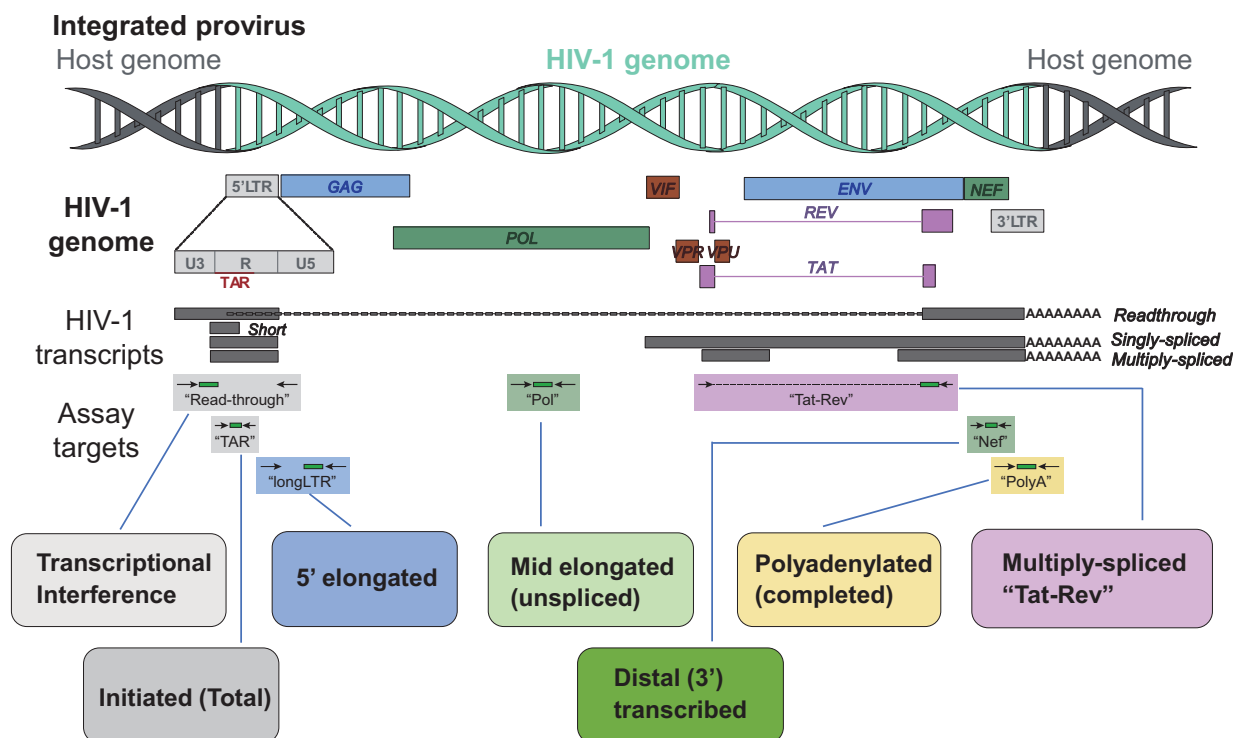 Integrated provirus
Host genome
HIV-1 genome
Host genome
5'LTR
GAG
VIF
ENV
NEF
HIV-1
genome
REV
3'LTR
POL
VPR
VPU
U3
R
U5
TAR
TAT
HIV-1
transcripts
AAAAAAAA
Readthrough
Short
AAAAAAAA
Singly-spliced
AAAAAAAA
Multiply-spliced
Assay
targets
"Read-through"
"Pol"
"Tat-Rev"
"TAR"
"Nef"
"longLTR"
"PolyA"
Transcriptional
Interference
5' elongated
Mid elongated
(unspliced)
Polyadenylated
(completed)
Multiply-spliced
"Tat-Rev"
Initiated (Total)
Distal (3')
transcribed